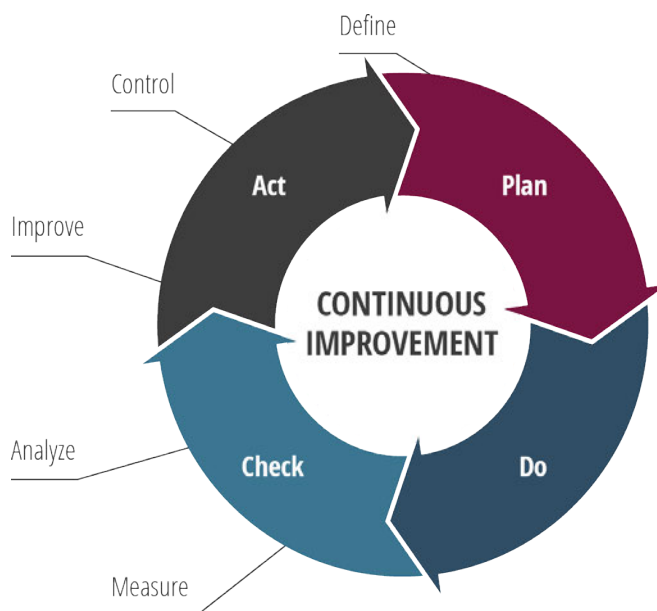 Define
Control
Act
Plan
Improve
CONTINUOUS
IMPROVEMENT
Analyze
Check
Do
Measure